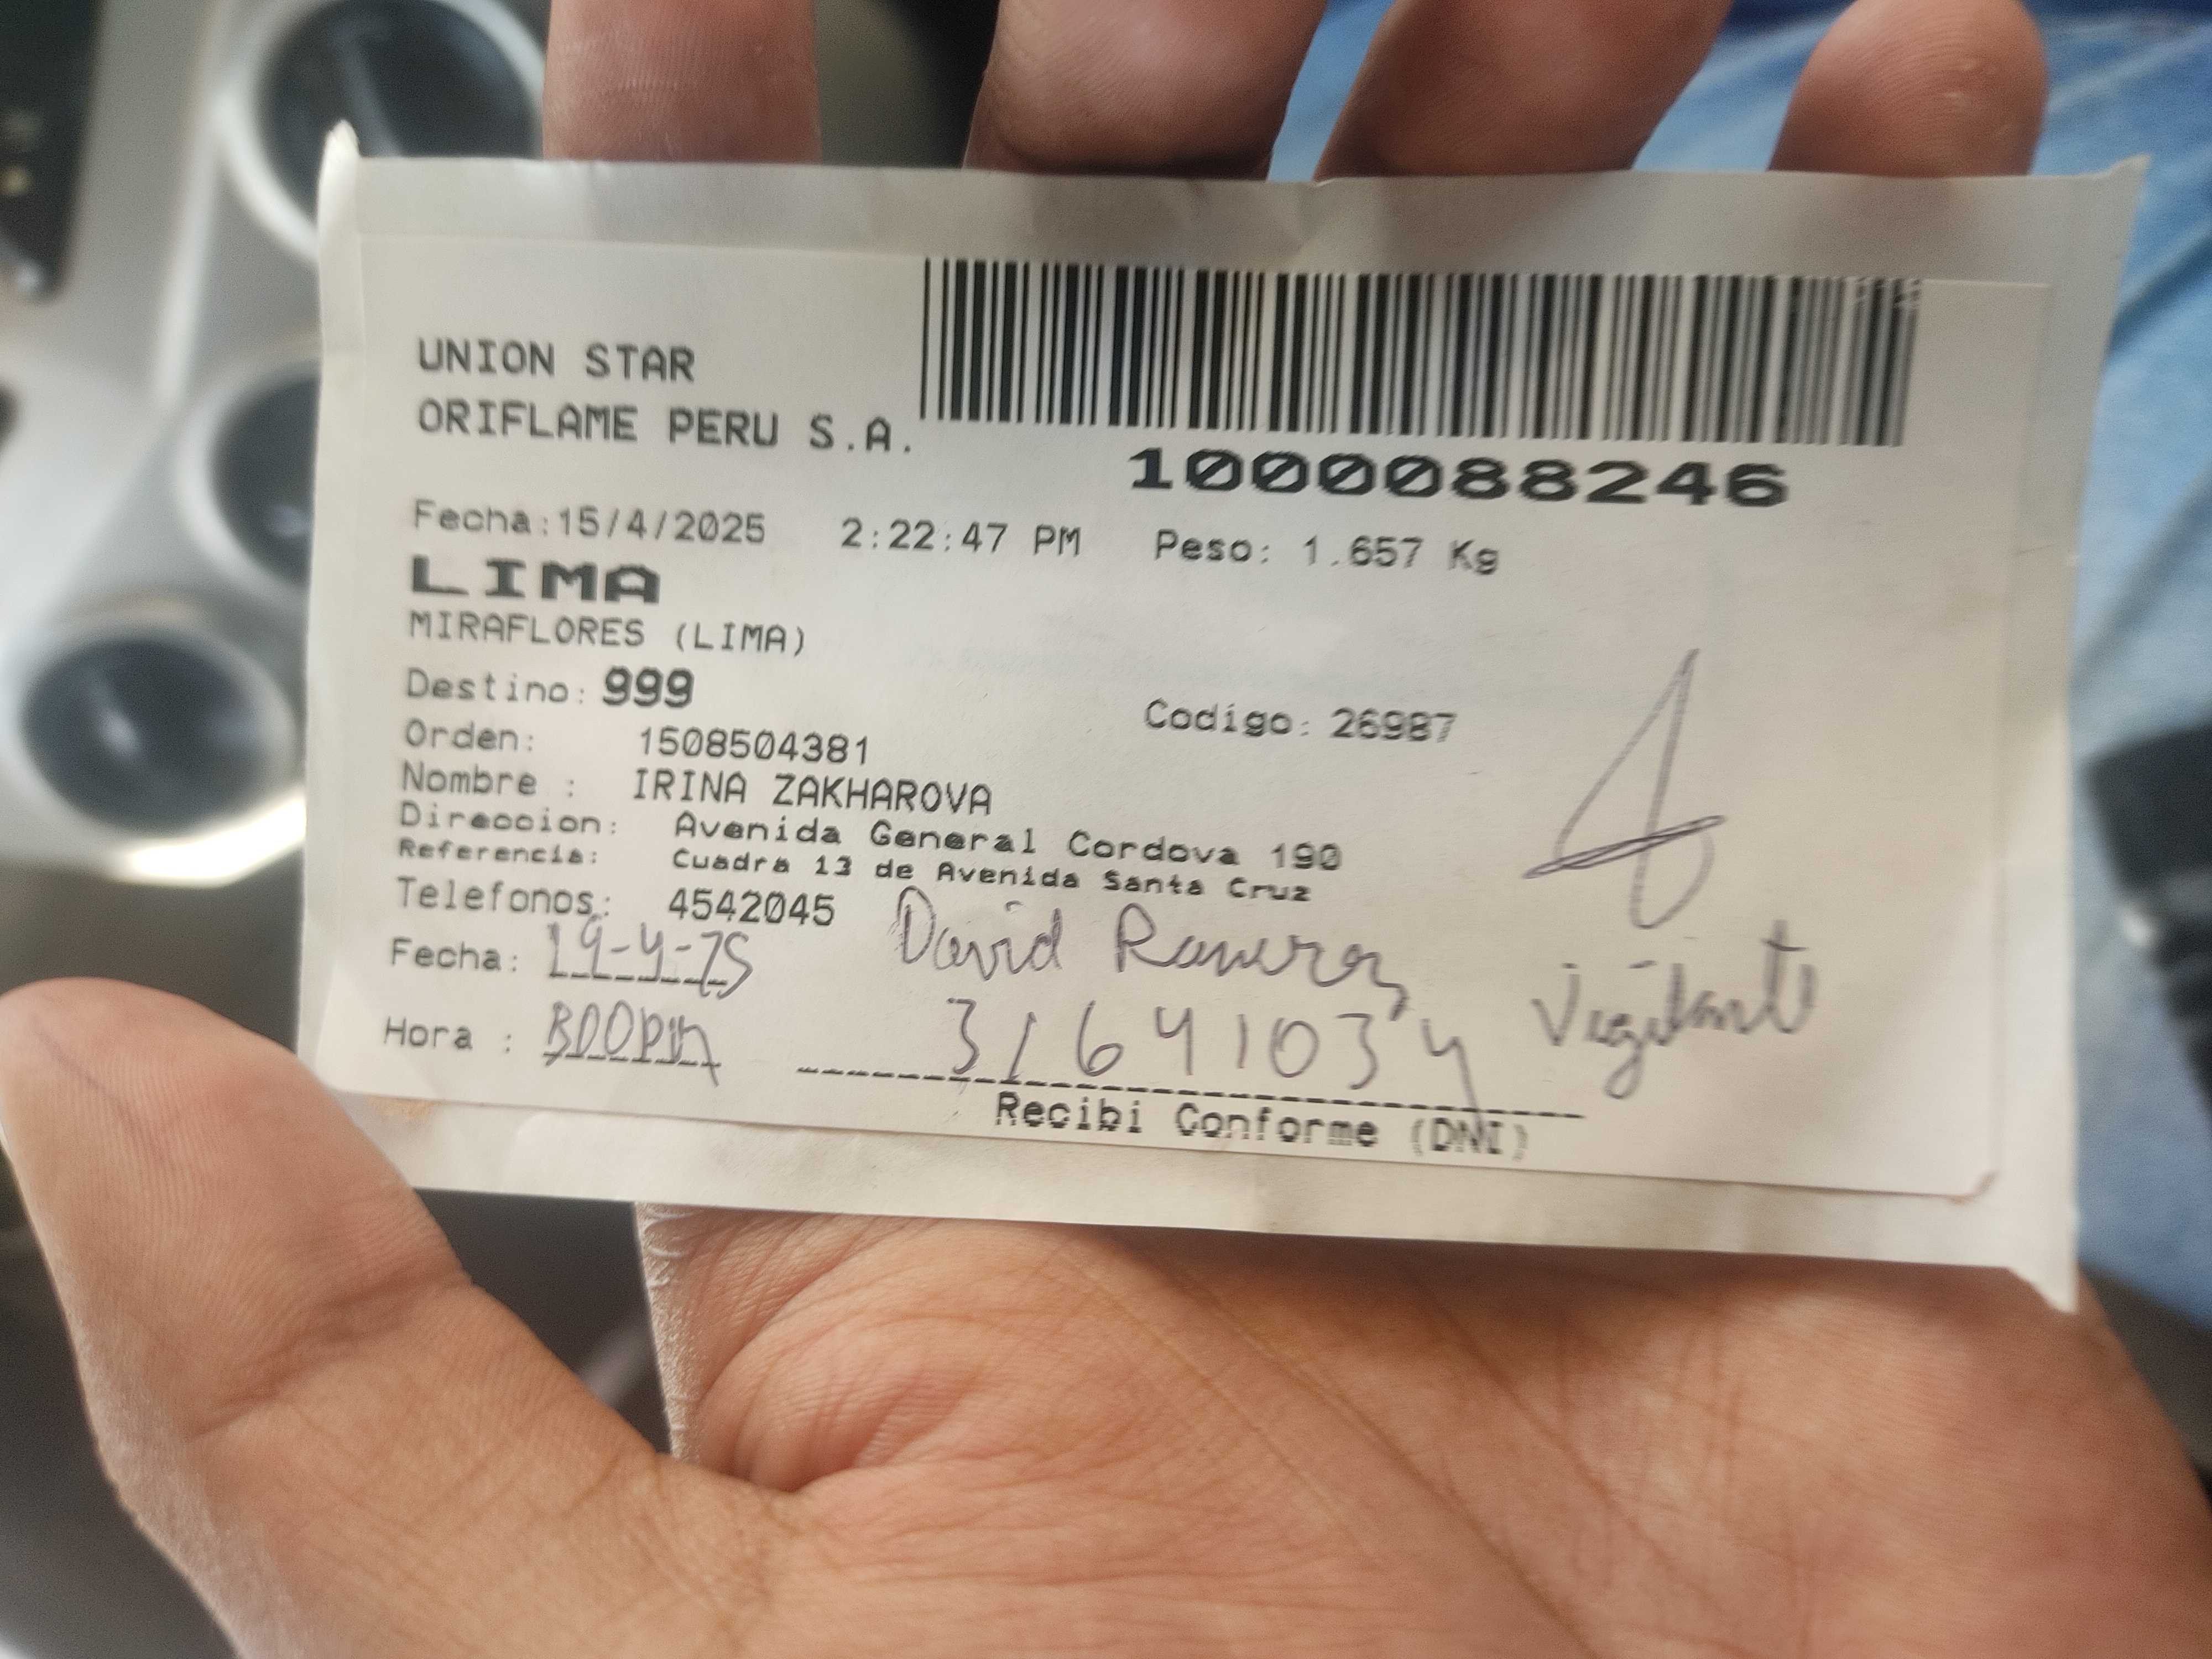 UNION STAR
ORIFLAME PERU S.A.
1000088246
Fecha:15/4/2025 2:22:47 PM Peso: 1.657 Kg
LIMA
MIRAFLORES (LIMA)
Destino: 999
Codigo: 26987
Orden: 1508504381
Nombre : IRINA ZAKHAROVA
Direccion: Avenida General Cordova 190
Referencia: Cuadra 13 de Avenida Santa Cruz
Telefonos: 4542045
David Ramirez
Fecha: 19-4-25
Vigilante
Hora :
31641034
Recibi Conforme (DNI)